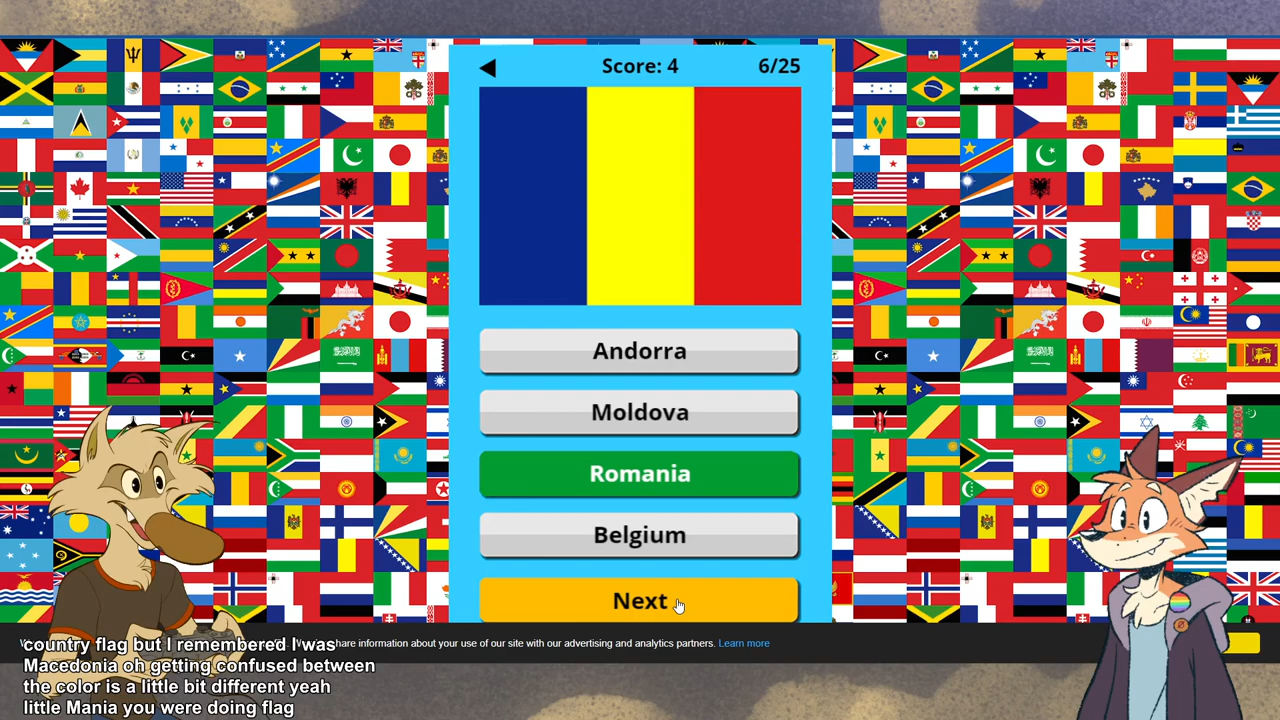 Score: 4
6/25
Andorra
Moldova
Romania
Belgium
Next
share information about your use of our site with our advertising and analytics partners. Learn more
country flag but I remembered I was
Macedonia oh getting confused between
the color is a little bit different yeah
little Mania you were doing flag